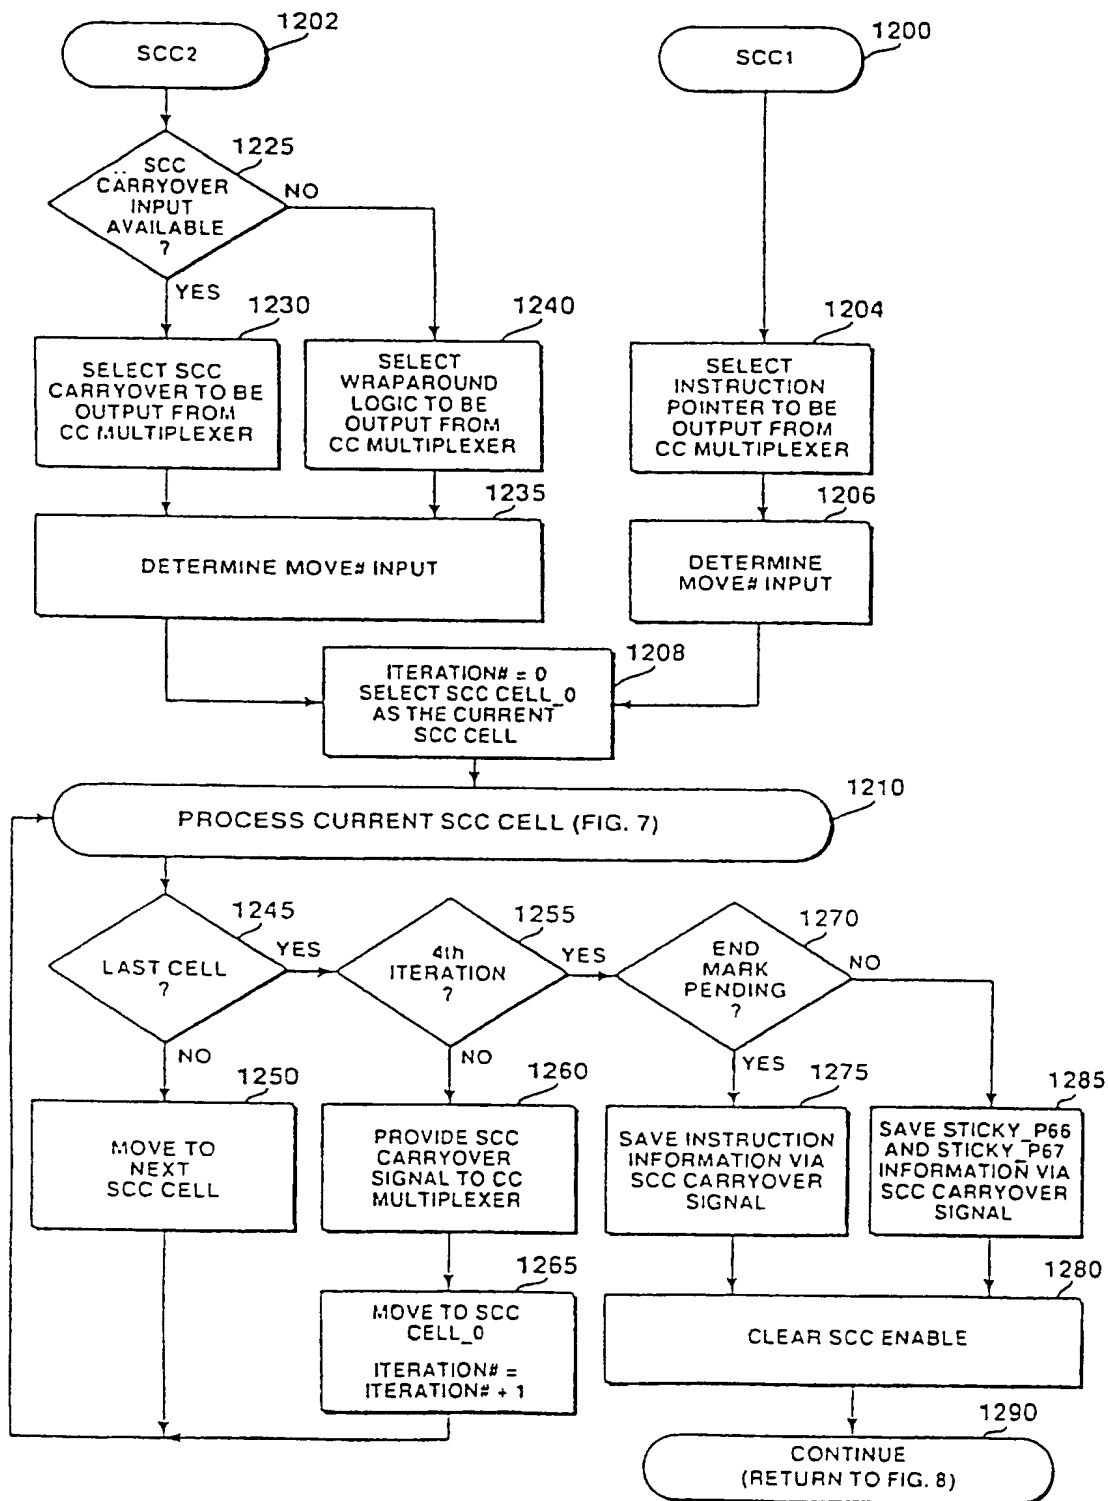 1202
SCC2
1200
SCC1
1225
SCC
CARRYOVER
INPUT
AVAILABLE
?
NO
YES
1230
SELECT SCC
CARRYOVER TO BE
OUTPUT FROM
CC MULTIPLEXER
1240
SELECT
WRAPAROUND
LOGIC TO BE
OUTPUT FROM
CC MULTIPLEXER
1204
SELECT
INSTRUCTION
POINTER TO BE
OUTPUT FROM
CC MULTIPLEXER
1235
DETERMINE MOVE# INPUT
1206
DETERMINE
MOVE# INPUT
1208
ITERATION# = 0
SELECT SCC CELL_0
AS THE CURRENT
SCC CELL
1210
PROCESS CURRENT SCC CELL (FIG. 7)
1245
LAST CELL
?
YES
NO
1255
4th
ITERATION
?
YES
NO
1270
END
MARK
PENDING
?
NO
YES
1250
MOVE TO
NEXT
SCC CELL
1260
PROVIDE SCC
CARRYOVER
SIGNAL TO CC
MULTIPLEXER
1275
SAVE INSTRUCTION
INFORMATION VIA
SCC CARRYOVER
SIGNAL
1285
SAVE STICKY_P66
AND STICKY_P67
INFORMATION VIA
SCC CARRYOVER
SIGNAL
1265
MOVE TO SCC
CELL_0
ITERATION# =
ITERATION# + 1
1280
CLEAR SCC ENABLE
1290
CONTINUE
(RETURN TO FIG. 8)